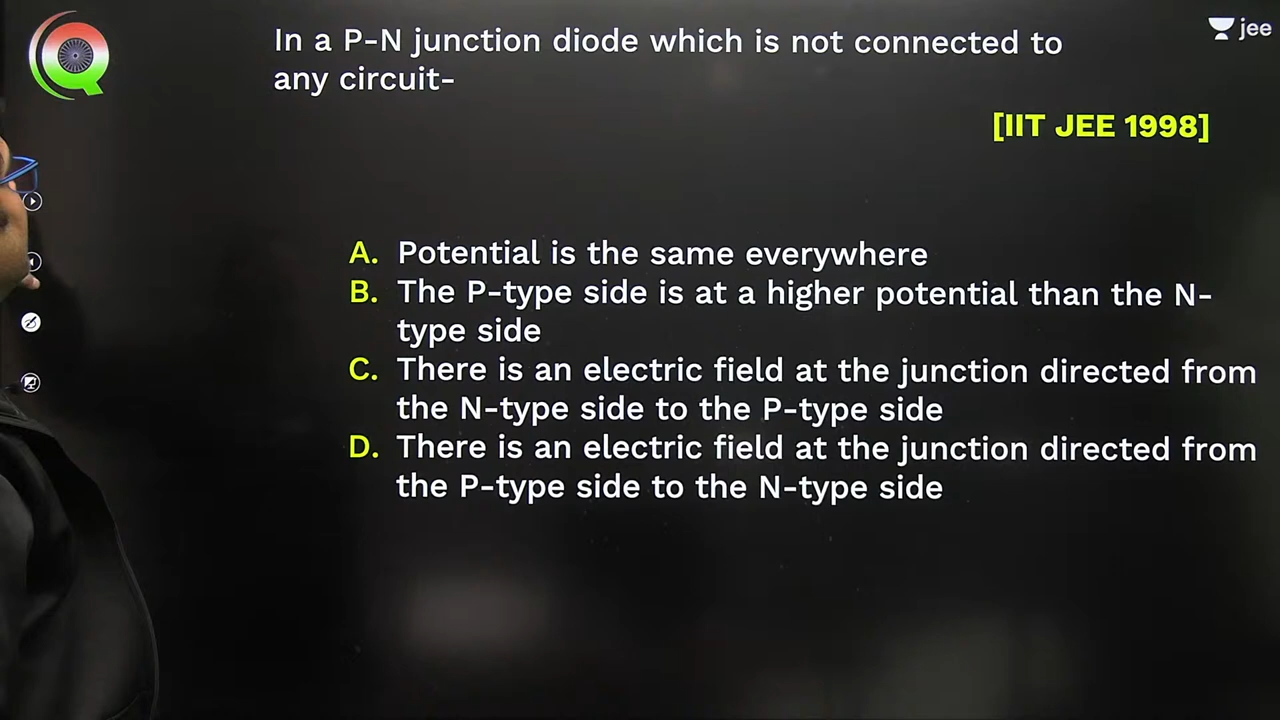 In a P-N junction diode which is not connected to
any circuit-
jee
[IIT JEE 1998]
A. Potential is the same everywhere
B. The P-type side is at a higher potential than the N-
type side
C. There is an electric field at the junction directed from
the N-type side to the P-type side
D. There is an electric field at the junction directed from
the P-type side to the N-type side